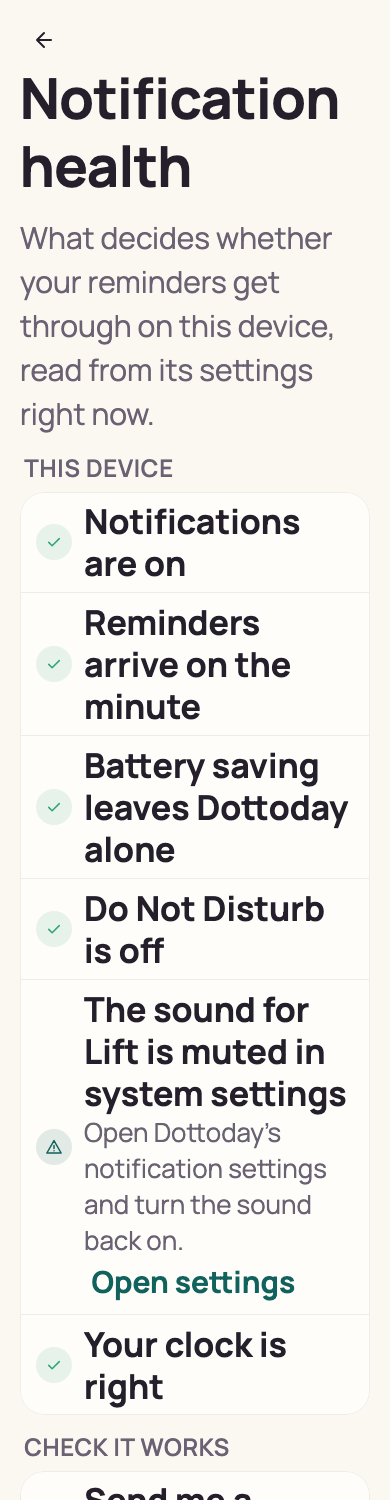 Notification
health
What decides whether
your reminders get
through on this device,
read from its settings
right now.
THIS DEVICE
Notifications
are on
Reminders
arrive on the
minute
Battery saving
leaves Dottoday
alone
Do Not Disturb
is off
The sound for
Lift is muted in
system settings
Open Dottoday's
notification settings
and turn the sound
back on.
Open settings
Your clock is
right
CHECK IT WORKS
Send me a